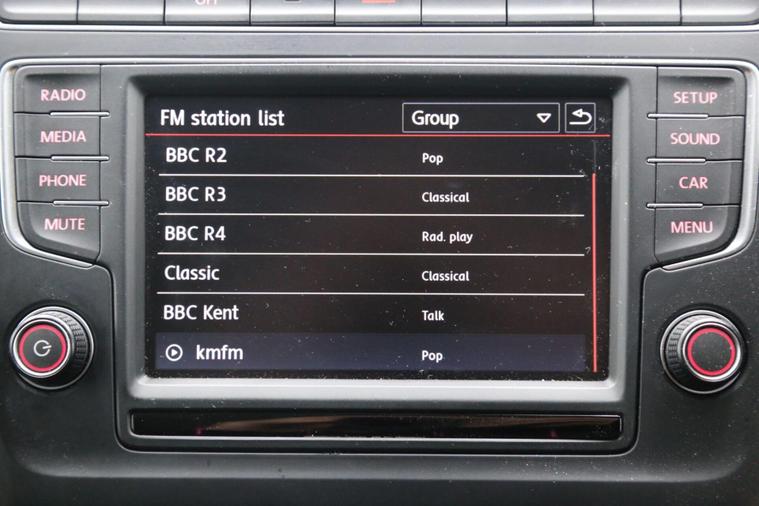 OFF
RADIO
MEDIA
PHONE
MUTE
FM station list Group
BBC R2 Pop
BBC R3 Classical
BBC R4 Rad. play
Classic Classical
BBC Kent Talk
kmfm Pop
SETUP
SOUND
CAR
MENU